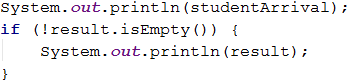 System.out.println(studentArrival);
if (!result.isEmpty()) {
    System.out.println(result);
}